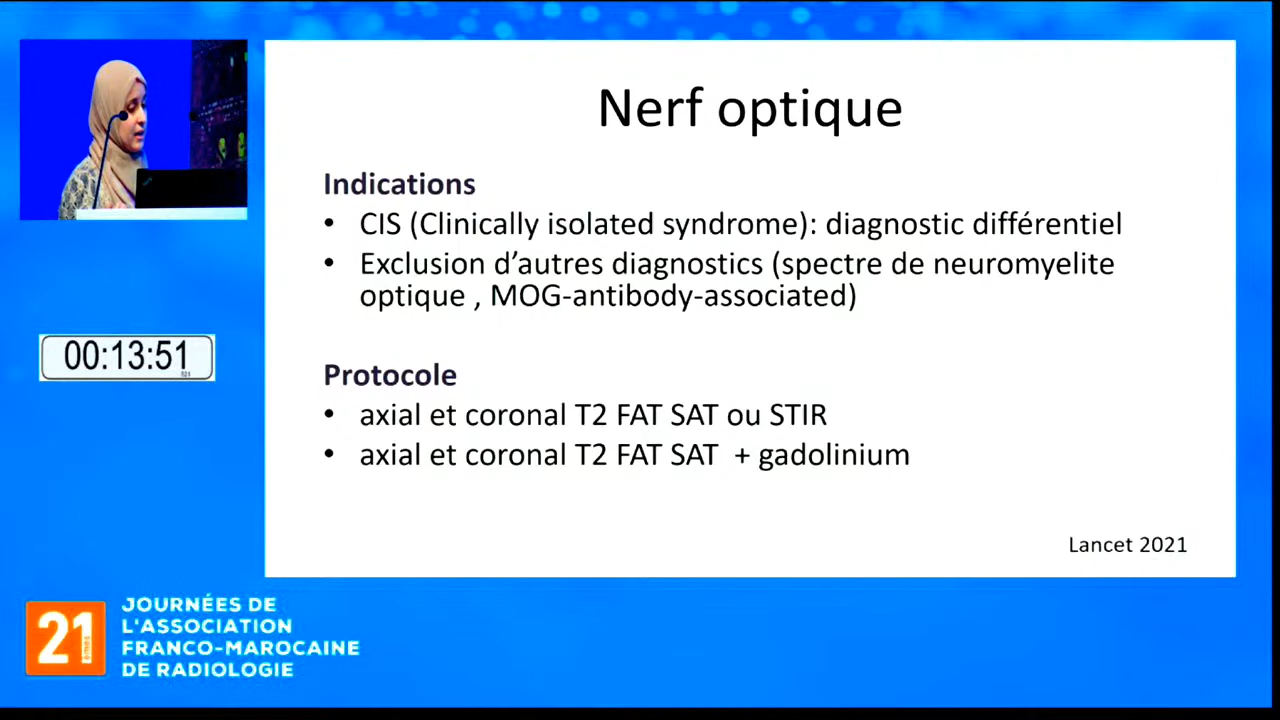 Nerf optique
Indications
• CIS (Clinically isolated syndrome): diagnostic différentiel
• Exclusion d’autres diagnostics (spectre de neuromyelite
optique , MOG-antibody-associated)
Protocole
• axial et coronal T2 FAT SAT ou STIR
• axial et coronal T2 FAT SAT + gadolinium
Lancet 2021
00:13:51
21
èmes
JOURNÉES DE
L'ASSOCIATION
FRANCO-MAROCAINE
DE RADIOLOGIE